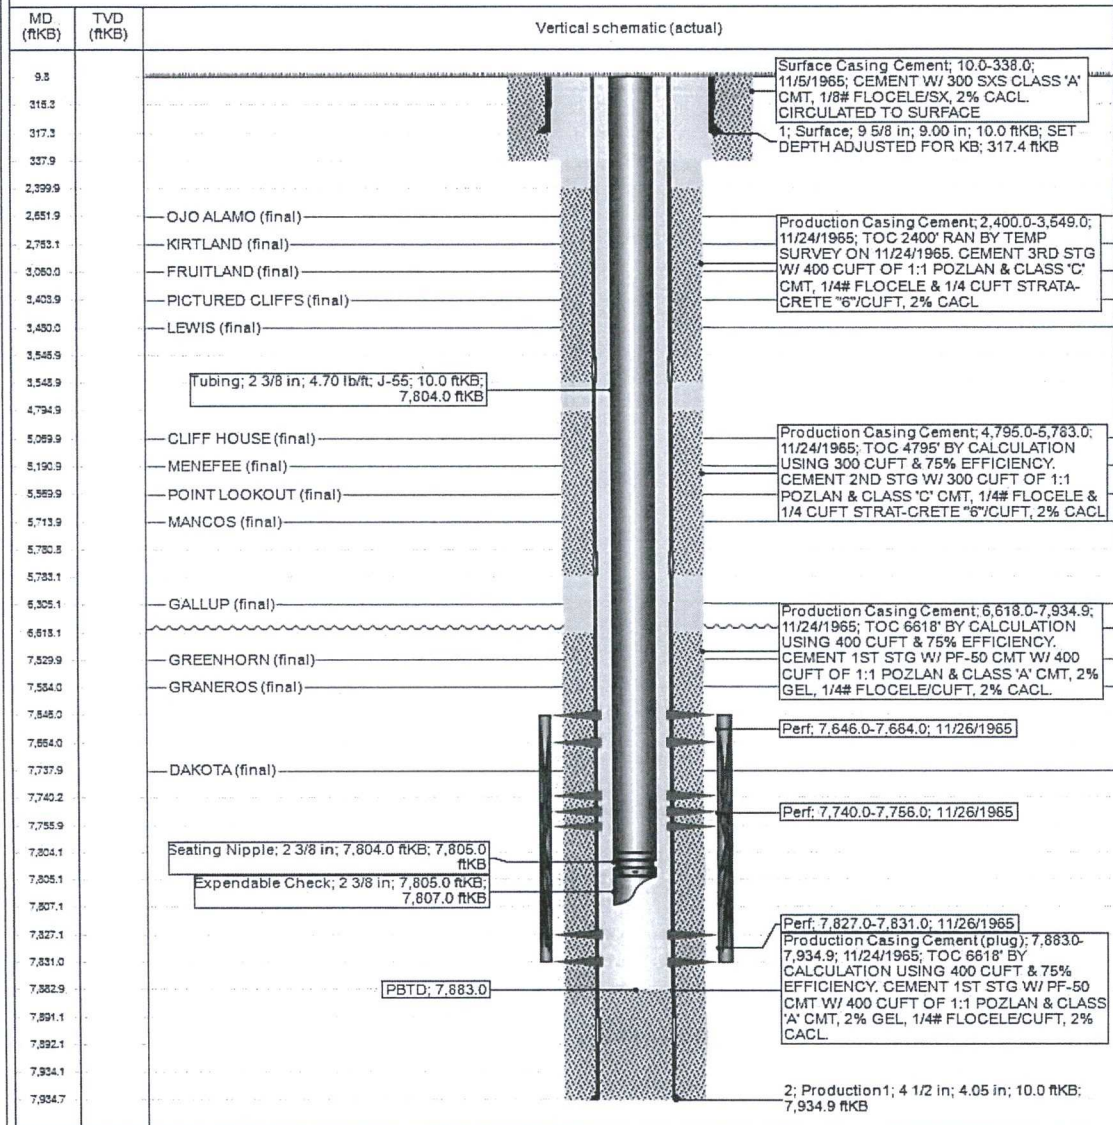 MD (ftKB)
TVD (ftKB)
Vertical schematic (actual)
9.8
315.3
317.3
337.9
2,399.9
2,651.9
2,763.1
3,060.0
3,403.9
3,480.0
3,545.9
3,548.9
4,794.9
5,069.9
5,190.9
5,569.9
5,713.9
5,780.8
5,783.1
6,305.1
6,618.1
7,529.9
7,584.0
7,646.0
7,664.0
7,737.9
7,740.2
7,755.9
7,804.1
7,805.1
7,807.1
7,827.1
7,831.0
7,882.9
7,891.1
7,892.1
7,934.1
7,934.7
OJO ALAMO (final)
KIRTLAND (final)
FRUITLAND (final)
PICTURED CLIFFS (final)
LEWIS (final)
Tubing; 2 3/8 in; 4.70 lb/ft; J-55; 10.0 ftKB;
7,804.0 ftKB
CLIFF HOUSE (final)
MENEFEE (final)
POINT LOOKOUT (final)
MANCOS (final)
GALLUP (final)
GREENHORN (final)
GRANEROS (final)
DAKOTA (final)
Seating Nipple; 2 3/8 in; 7,804.0 ftKB; 7,805.0
ftKB
Expendable Check; 2 3/8 in; 7,805.0 ftKB;
7,807.0 ftKB
PBTD; 7,883.0
Surface Casing Cement; 10.0-338.0;
11/5/1965; CEMENT W/ 300 SXS CLASS 'A'
CMT, 1/8# FLOCELE/SX, 2% CACL.
CIRCULATED TO SURFACE
1; Surface; 9 5/8 in; 9.00 in; 10.0 ftKB; SET
DEPTH ADJUSTED FOR KB; 317.4 ftKB
Production Casing Cement; 2,400.0-3,549.0;
11/24/1965; TOC 2400' RAN BY TEMP
SURVEY ON 11/24/1965. CEMENT 3RD STG
W/ 400 CUFT OF 1:1 POZLAN & CLASS 'C'
CMT, 1/4# FLOCELE & 1/4 CUFT STRATA-
CRETE "6"/CUFT, 2% CACL
Production Casing Cement; 4,795.0-5,783.0;
11/24/1965; TOC 4795' BY CALCULATION
USING 300 CUFT & 75% EFFICIENCY.
CEMENT 2ND STG W/ 300 CUFT OF 1:1
POZLAN & CLASS 'C' CMT, 1/4# FLOCELE &
1/4 CUFT STRAT-CRETE "6"/CUFT, 2% CACL
Production Casing Cement; 6,618.0-7,934.9;
11/24/1965; TOC 6618' BY CALCULATION
USING 400 CUFT & 75% EFFICIENCY.
CEMENT 1ST STG W/ PF-50 CMT W/ 400
CUFT OF 1:1 POZLAN & CLASS 'A' CMT, 2%
GEL, 1/4# FLOCELE/CUFT, 2% CACL.
Perf; 7,646.0-7,664.0; 11/26/1965
Perf; 7,740.0-7,756.0; 11/26/1965
Perf; 7,827.0-7,831.0; 11/26/1965
Production Casing Cement (plug); 7,883.0-
7,934.9; 11/24/1965; TOC 6618' BY
CALCULATION USING 400 CUFT & 75%
EFFICIENCY. CEMENT 1ST STG W/ PF-50
CMT W/ 400 CUFT OF 1:1 POZLAN & CLASS
'A' CMT, 2% GEL, 1/4# FLOCELE/CUFT, 2%
CACL.
2; Production1; 4 1/2 in; 4.05 in; 10.0 ftKB;
7,934.9 ftKB